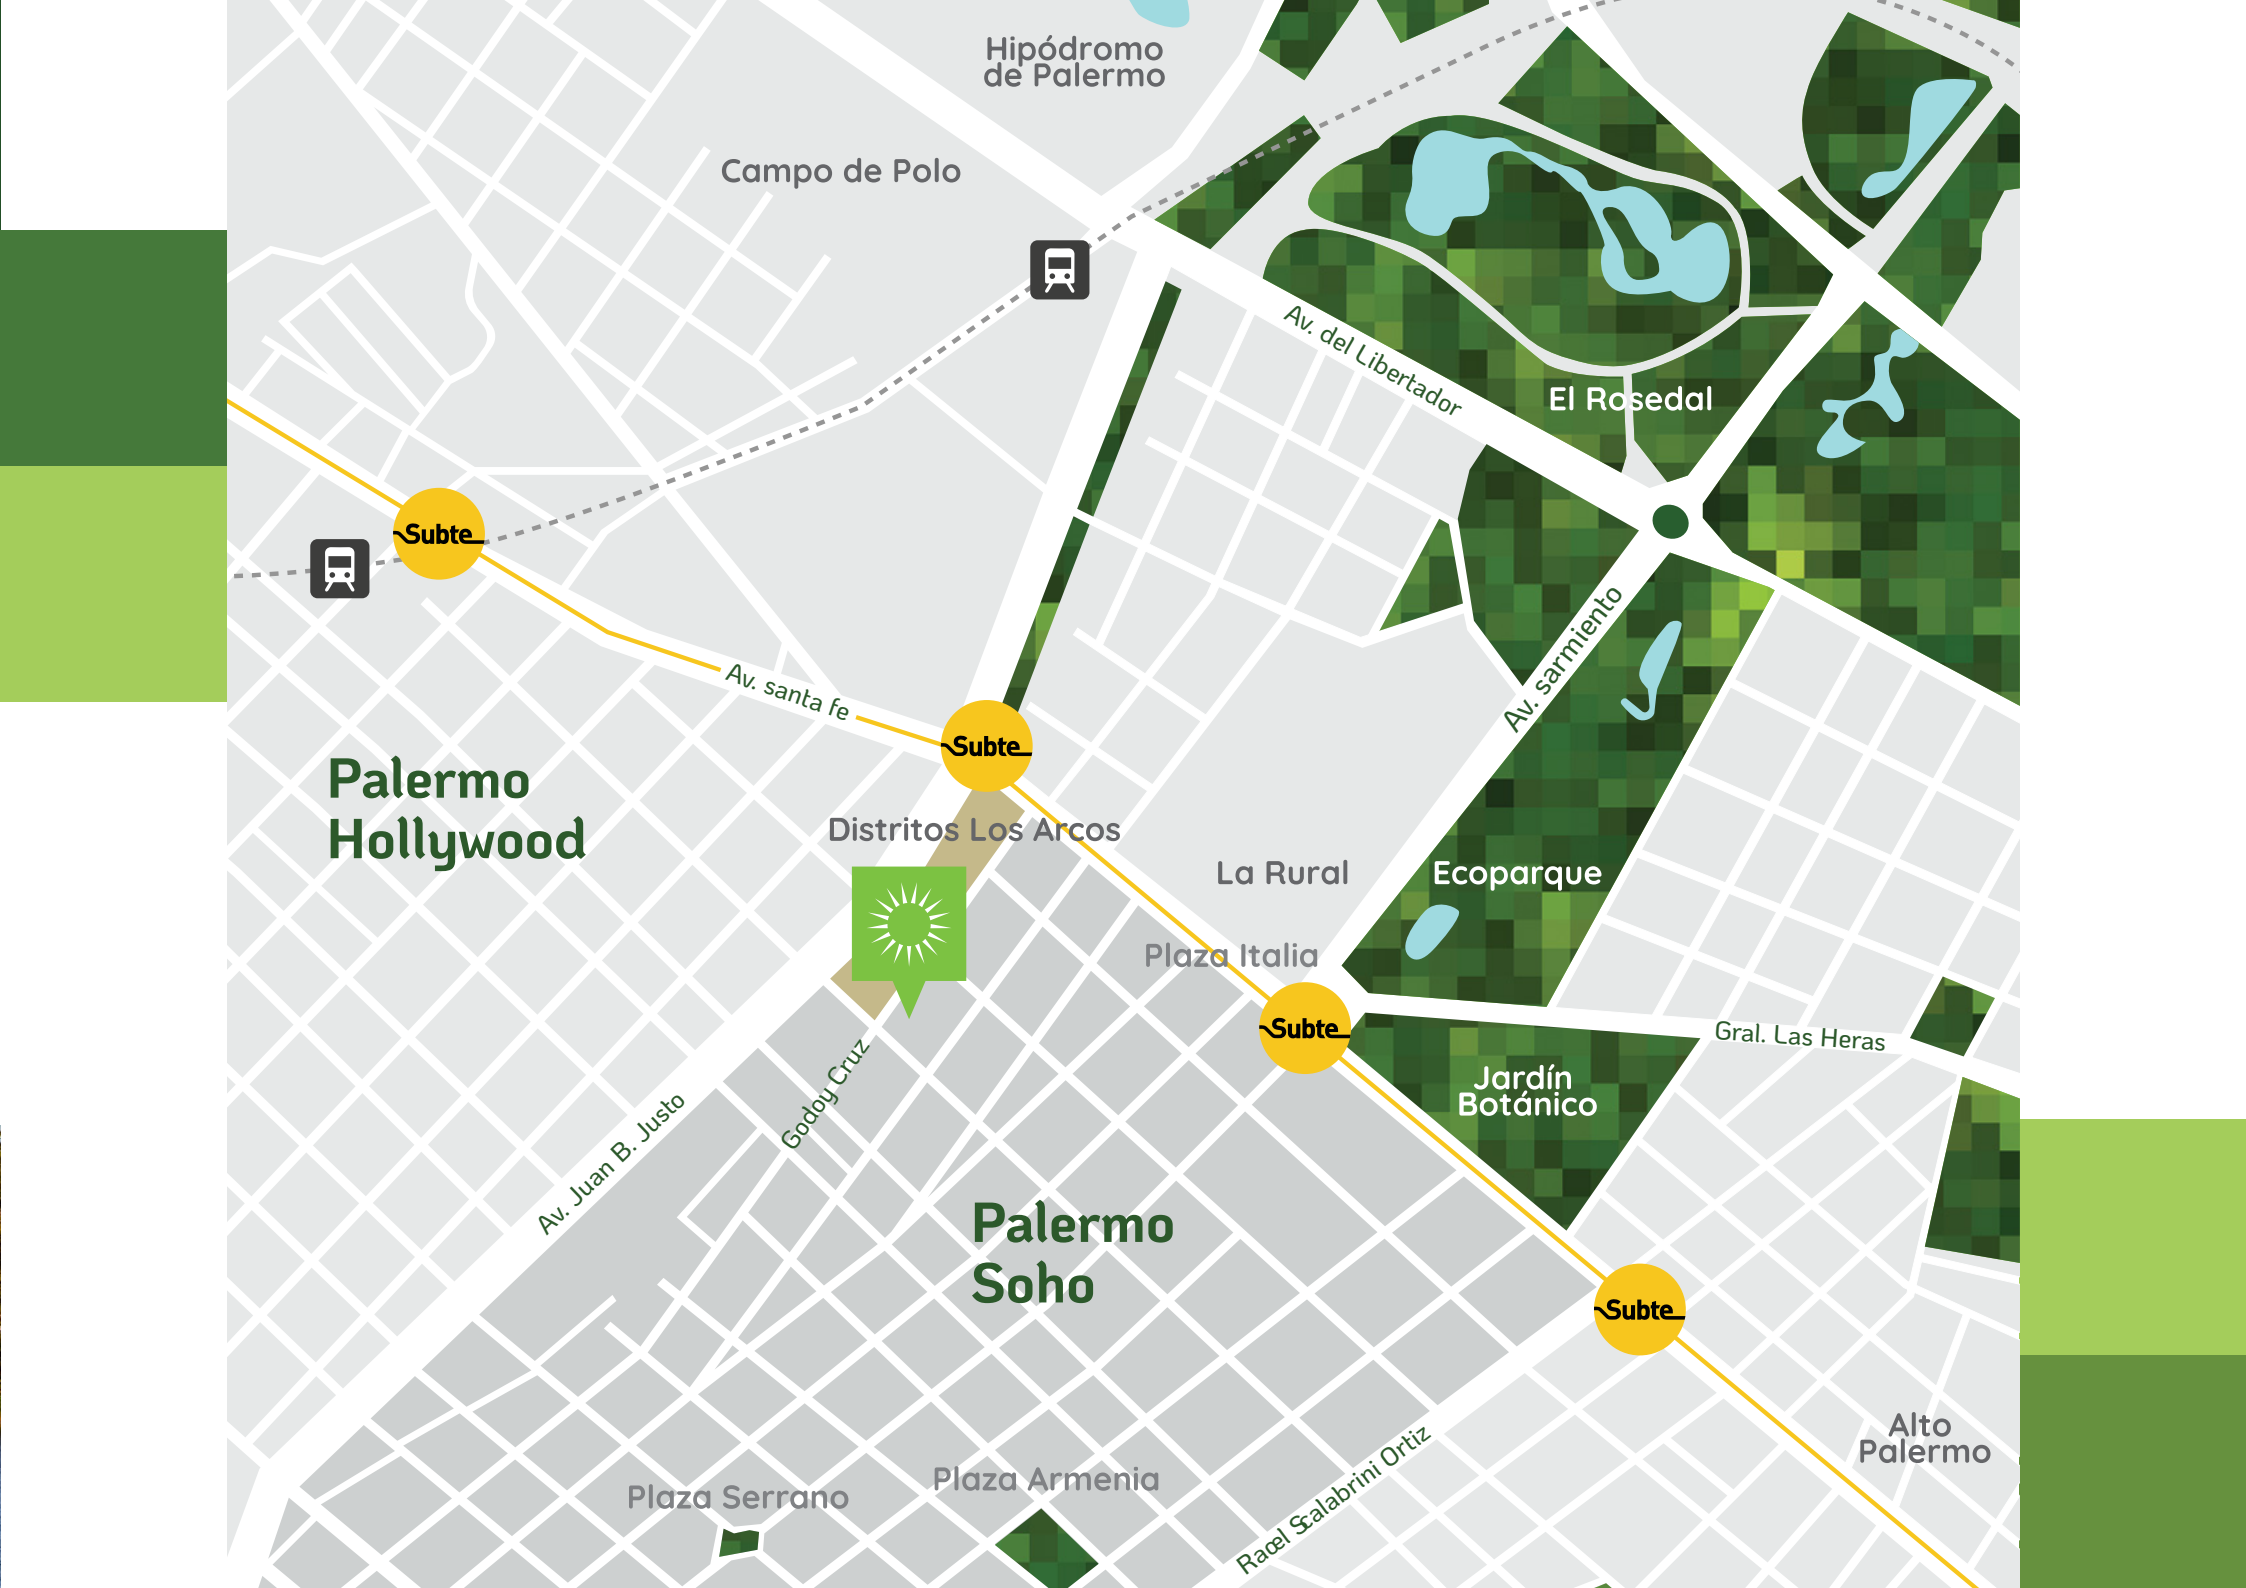 Hipódromo
de Palermo
Campo de Polo
Av. del Libertador
El Rosedal
Subte
Av. sarmiento
Av. santa fe
Subte
Palermo
Hollywood
Distritos Los Arcos
La Rural
Ecoparque
Plaza Italia
Subte
Gral. Las Heras
Jardín
Botánico
Godoy Cruz
Av. Juan B. Justo
Palermo
Soho
Subte
Alto
Palermo
Plaza Armenia
Plaza Serrano
Scalabrini Ortiz